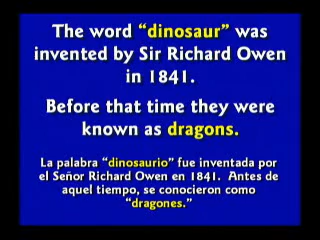 The word “dinosaur” was
invented by Sir Richard Owen
in 1841.
Before that time they were
known as dragons.
La palabra “dinosaurio” fue inventada por
el Señor Richard Owen en 1841.  Antes de
aquel tiempo, se conocieron como
“dragones.”